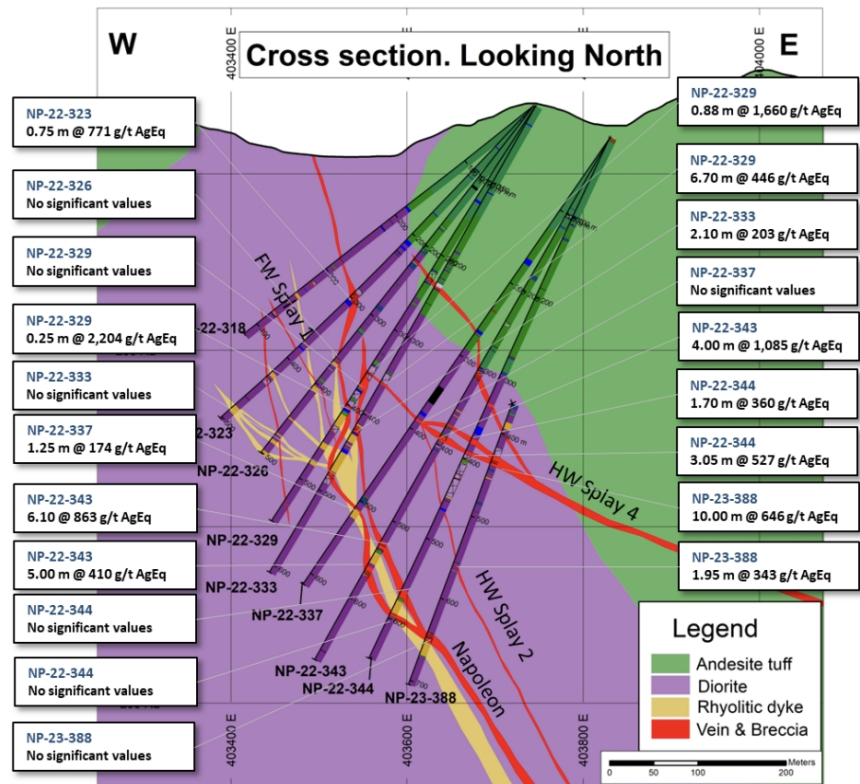 W
Cross section. Looking North
E
403400 E
403600 E
403800 E
404000 E
NP-22-323
0.75 m @ 771 g/t AgEq
NP-22-326
No significant values
NP-22-329
No significant values
NP-22-329
0.25 m @ 2,204 g/t AgEq
NP-22-333
No significant values
NP-22-337
1.25 m @ 174 g/t AgEq
NP-22-343
6.10 @ 863 g/t AgEq
NP-22-343
5.00 m @ 410 g/t AgEq
NP-22-344
No significant values
NP-22-344
No significant values
NP-23-388
No significant values
NP-22-329
0.88 m @ 1,660 g/t AgEq
NP-22-329
6.70 m @ 446 g/t AgEq
NP-22-333
2.10 m @ 203 g/t AgEq
NP-22-337
No significant values
NP-22-343
4.00 m @ 1,085 g/t AgEq
NP-22-344
1.70 m @ 360 g/t AgEq
NP-22-344
3.05 m @ 527 g/t AgEq
NP-23-388
10.00 m @ 646 g/t AgEq
NP-23-388
1.95 m @ 343 g/t AgEq
FW Splay 1
HW Splay 4
HW Splay 2
Napoleon
-22-318
-323
NP-22-326
NP-22-329
NP-22-333
NP-22-337
NP-22-343
NP-22-344
NP-23-388
403400 E
403600 E
403800 E
Legend
Andesite tuff
Diorite
Rhyolitic dyke
Vein & Breccia
Meters
0 50 100 200